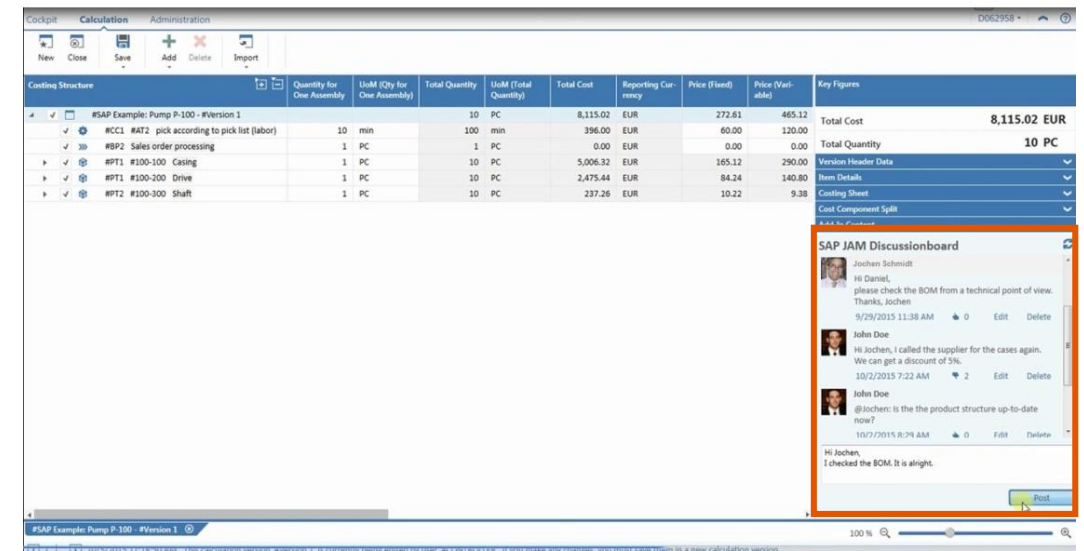 Cockpit Calculation Administration D062958
New Close Save Add Delete Import
Costing Structure Quantity for One Assembly UoM (Qty for One Assembly) Total Quantity UoM (Total Quantity) Total Cost Reporting Cur-rency Price (Fixed) Price (Vari-able) Key Figures
#SAP Example: Pump P-100 - #Version 1 10 PC 8,115.02 EUR 272.61 465.12
#CC1 #AT2 pick according to pick list (labor) 10 min 100 min 396.00 EUR 60.00 120.00
#BP2 Sales order processing 1 PC 1 PC 0.00 EUR 0.00 0.00
#PT1 #100-100 Casing 1 PC 10 PC 5,006.32 EUR 165.12 290.00
#PT1 #100-200 Drive 1 PC 10 PC 2,475.44 EUR 84.24 140.80
#PT2 #100-300 Shaft 1 PC 10 PC 237.26 EUR 10.22 9.38
Total Cost 8,115.02 EUR
Total Quantity 10 PC
Version Header Data
Item Details
Costing Sheet
Cost Component Split
SAP JAM Discussionboard
Jochen Schmidt
Hi Daniel,
please check the BOM from a technical point of view.
Thanks, Jochen
9/29/2015 11:38 AM 0 Edit Delete
John Doe
Hi Jochen, I called the supplier for the cases again.
We can get a discount of 5%.
10/2/2015 7:22 AM 2 Edit Delete
John Doe
@Jochen: Is the the product structure up-to-date
now?
10/2/2015 8:29 AM 0 Edit Delete
Hi Jochen,
I checked the BOM. It is alright.
Post
#SAP Example: Pump P-100 - #Version 1
100 %